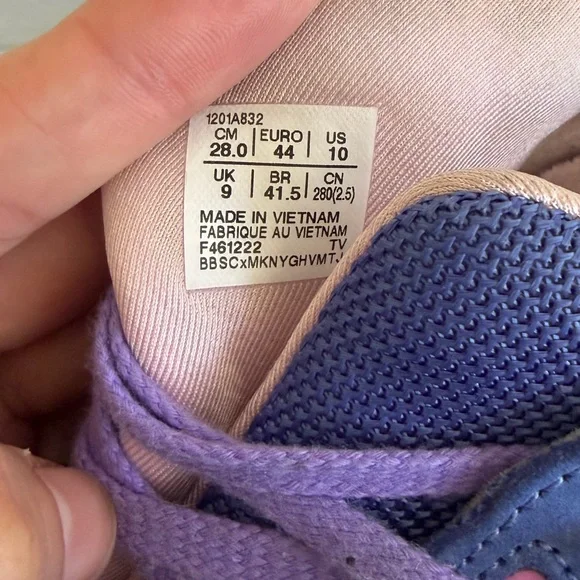 1201A832
CM | EURO | US
28.0 | 44 | 10
UK | BR | CN
9 | 41.5 | 280(2.5)
MADE IN VIETNAM
FABRIQUE AU VIETNAM
F461222 TV